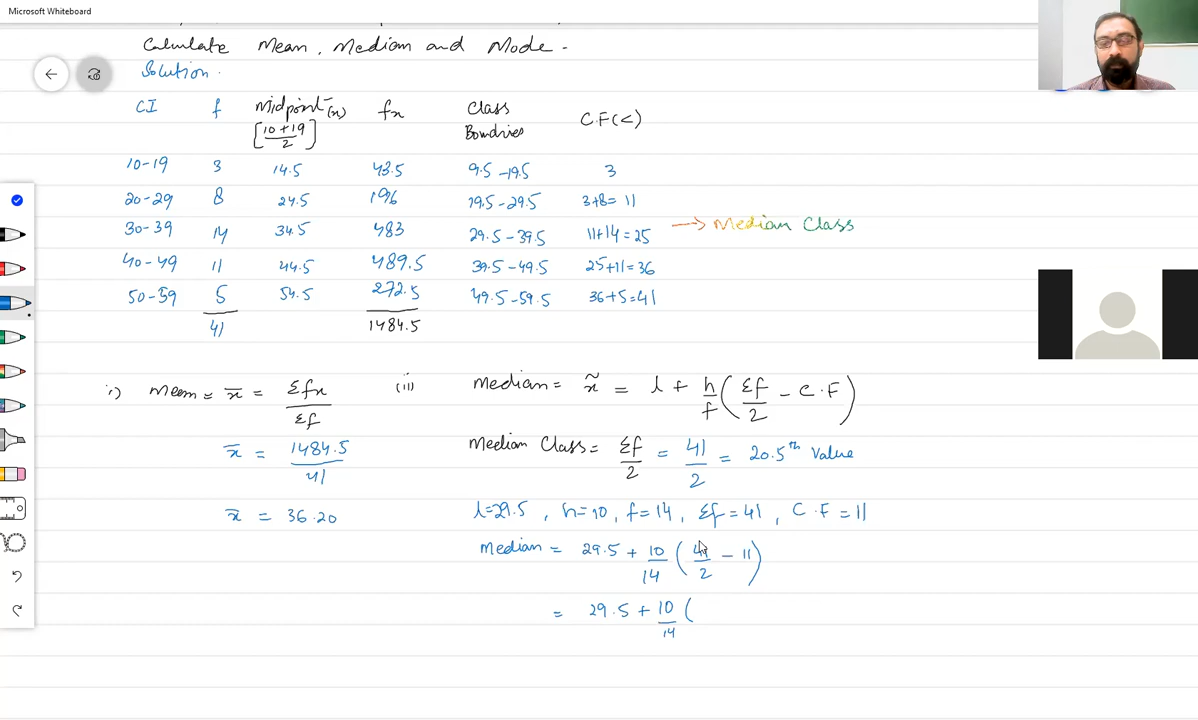 Microsoft Whiteboard
Calculate Mean, Median and Mode.
Solution.
CI f Midpoint (x) fx Class Boundries C.F(<)
[10+19/2]
10-19 3 14.5 43.5 9.5-19.5 3
20-29 8 24.5 196 19.5-29.5 3+8=11
30-39 14 34.5 483 29.5-39.5 11+14=25 → Median Class
40-49 11 44.5 489.5 39.5-49.5 25+11=36
50-59 5 54.5 272.5 49.5-59.5 36+5=41
41 1484.5
i) Mean = x̄ = Σfx/Σf (ii) Median = x̃ = l + h/f (Σf/2 - C.F)
x̄ = 1484.5/41 Median Class = Σf/2 = 41/2 = 20.5th Value
x̄ = 36.20 l=29.5, h=10, f=14, Σf=41, C.F=11
Median = 29.5 + 10/14 (41/2 - 11)
= 29.5 + 10/14 (